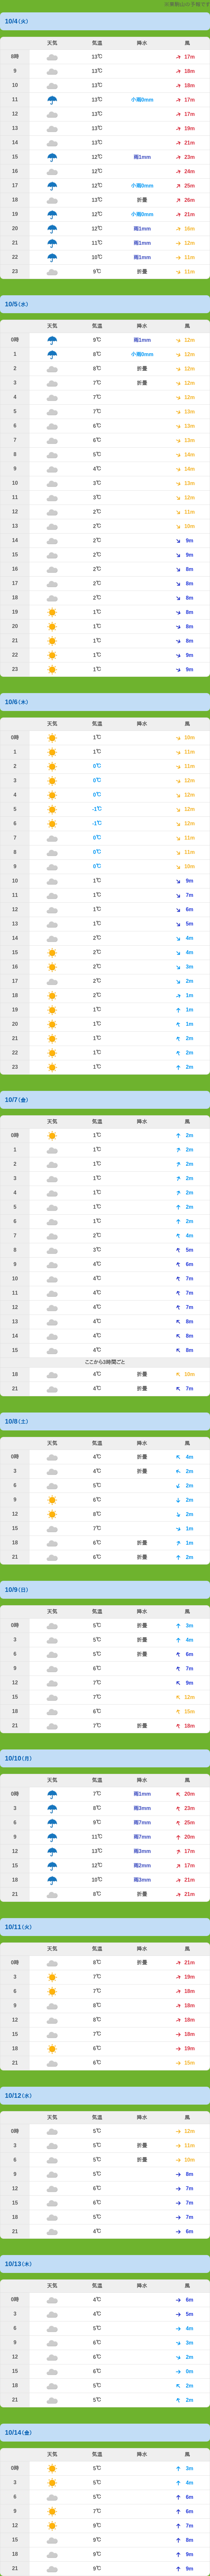 ※東館山の予報です
10/4(火)
天気 気温 降水 風
8時 13℃ 17m
9 13℃ 18m
10 13℃ 18m
11 13℃ 小雨0mm 17m
12 13℃ 17m
13 13℃ 19m
14 13℃ 21m
15 12℃ 雨1mm 23m
16 12℃ 24m
17 12℃ 小雨0mm 25m
18 13℃ 折畳 26m
19 12℃ 小雨0mm 21m
20 12℃ 雨1mm 16m
21 11℃ 雨1mm 12m
22 10℃ 雨1mm 11m
23 9℃ 折畳 11m
10/5(水)
天気 気温 降水 風
0時 9℃ 雨1mm 12m
1 8℃ 小雨0mm 12m
2 8℃ 折畳 12m
3 7℃ 折畳 12m
4 7℃ 12m
5 7℃ 13m
6 6℃ 13m
7 6℃ 13m
8 5℃ 14m
9 4℃ 14m
10 3℃ 13m
11 3℃ 12m
12 2℃ 11m
13 2℃ 10m
14 2℃ 9m
15 2℃ 9m
16 2℃ 8m
17 2℃ 8m
18 2℃ 8m
19 1℃ 8m
20 1℃ 8m
21 1℃ 8m
22 1℃ 9m
23 1℃ 9m
10/6(木)
天気 気温 降水 風
0時 1℃ 10m
1 1℃ 11m
2 0℃ 11m
3 0℃ 12m
4 0℃ 12m
5 -1℃ 12m
6 -1℃ 12m
7 0℃ 11m
8 0℃ 11m
9 0℃ 10m
10 1℃ 9m
11 1℃ 7m
12 1℃ 6m
13 1℃ 5m
14 2℃ 4m
15 2℃ 4m
16 2℃ 3m
17 2℃ 2m
18 2℃ 1m
19 1℃ 1m
20 1℃ 1m
21 1℃ 2m
22 1℃ 2m
23 1℃ 2m
10/7(金)
天気 気温 降水 風
0時 1℃ 2m
1 1℃ 2m
2 1℃ 2m
3 1℃ 2m
4 1℃ 2m
5 1℃ 2m
6 1℃ 2m
7 2℃ 4m
8 3℃ 5m
9 4℃ 6m
10 4℃ 7m
11 4℃ 7m
12 4℃ 7m
13 4℃ 8m
14 4℃ 8m
15 4℃ 8m
ここから3時間ごと
18 4℃ 折畳 10m
21 4℃ 折畳 7m
10/8(土)
天気 気温 降水 風
0時 4℃ 折畳 4m
3 4℃ 折畳 2m
6 5℃ 2m
9 6℃ 2m
12 8℃ 2m
15 7℃ 1m
18 6℃ 折畳 1m
21 6℃ 折畳 2m
10/9(日)
天気 気温 降水 風
0時 5℃ 折畳 3m
3 5℃ 折畳 4m
6 5℃ 折畳 6m
9 6℃ 7m
12 7℃ 9m
15 7℃ 12m
18 6℃ 15m
21 7℃ 折畳 18m
10/10(月)
天気 気温 降水 風
0時 7℃ 雨1mm 20m
3 8℃ 雨3mm 23m
6 9℃ 雨7mm 25m
9 11℃ 雨7mm 20m
12 13℃ 雨3mm 17m
15 12℃ 雨2mm 17m
18 10℃ 雨3mm 21m
21 8℃ 折畳 21m
10/11(火)
天気 気温 降水 風
0時 8℃ 折畳 21m
3 7℃ 19m
6 7℃ 18m
9 8℃ 18m
12 8℃ 18m
15 7℃ 18m
18 6℃ 19m
21 6℃ 15m
10/12(水)
天気 気温 降水 風
0時 5℃ 12m
3 5℃ 折畳 11m
6 5℃ 折畳 10m
9 5℃ 8m
12 6℃ 7m
15 6℃ 7m
18 5℃ 7m
21 4℃ 6m
10/13(木)
天気 気温 降水 風
0時 4℃ 6m
3 4℃ 5m
6 5℃ 4m
9 6℃ 3m
12 6℃ 2m
15 6℃ 0m
18 5℃ 2m
21 5℃ 2m
10/14(金)
天気 気温 降水 風
0時 5℃ 3m
3 5℃ 4m
6 5℃ 6m
9 7℃ 6m
12 9℃ 7m
15 9℃ 8m
18 9℃ 9m
21 9℃ 9m